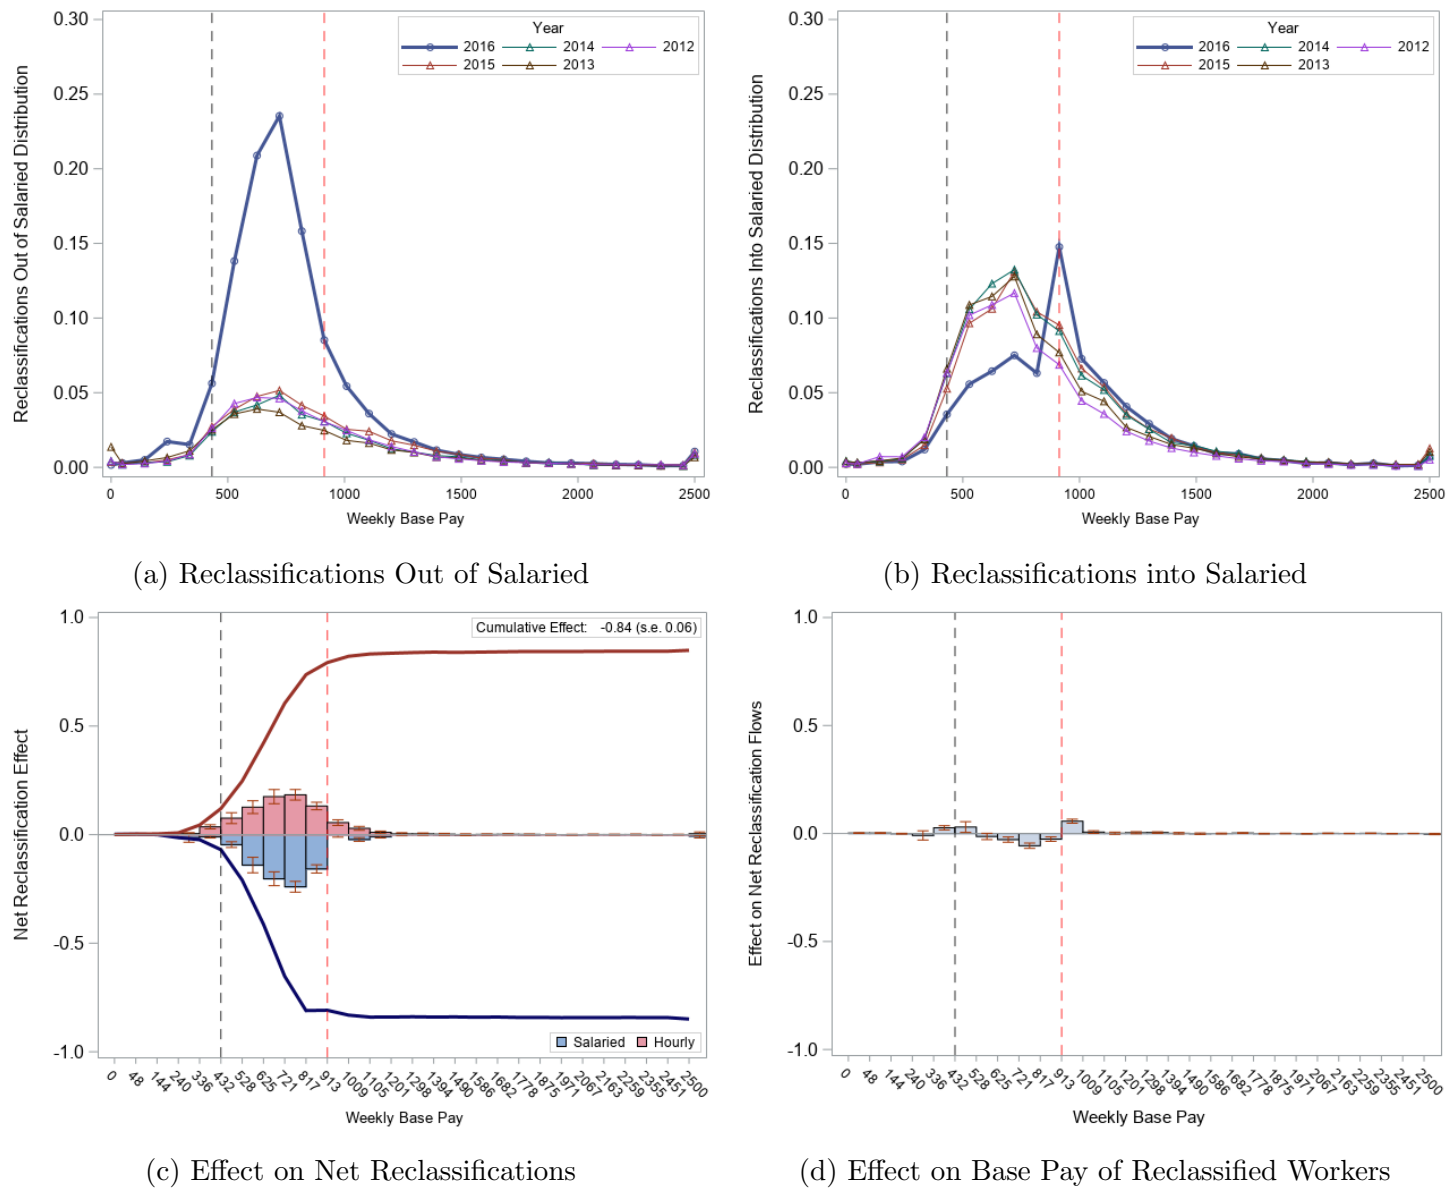 0.30
0.25
0.20
0.15
0.10
0.05
0.00
Reclassifications Out of Salaried Distribution
Year
2016 2014 2012
2015 2013
0 500 1000 1500 2000 2500
Weekly Base Pay
(a) Reclassifications Out of Salaried
0.30
0.25
0.20
0.15
0.10
0.05
0.00
Reclassifications Into Salaried Distribution
Year
2016 2014 2012
2015 2013
0 500 1000 1500 2000 2500
Weekly Base Pay
(b) Reclassifications into Salaried
1.0
0.5
0.0
-0.5
-1.0
Net Reclassification Effect
Cumulative Effect: -0.84 (s.e. 0.06)
Salaried Hourly
0 48 144 240 336 432 528 625 721 817 913 1009 1105 1201 1298 1394 1490 1586 1682 1778 1875 1971 2067 2163 2259 2355 2451 2500
Weekly Base Pay
(c) Effect on Net Reclassifications
1.0
0.5
0.0
-0.5
-1.0
Effect on Net Reclassification Flows
0 48 144 240 336 432 528 625 721 817 913 1009 1105 1201 1298 1394 1490 1586 1682 1778 1875 1971 2067 2163 2259 2355 2451 2500
Weekly Base Pay
(d) Effect on Base Pay of Reclassified Workers